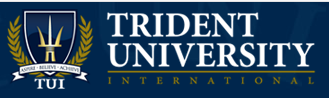 TRIDENT
UNIVERSITY
INTERNATIONAL
ASPIRE · BELIEVE · ACHIEVE
TUI